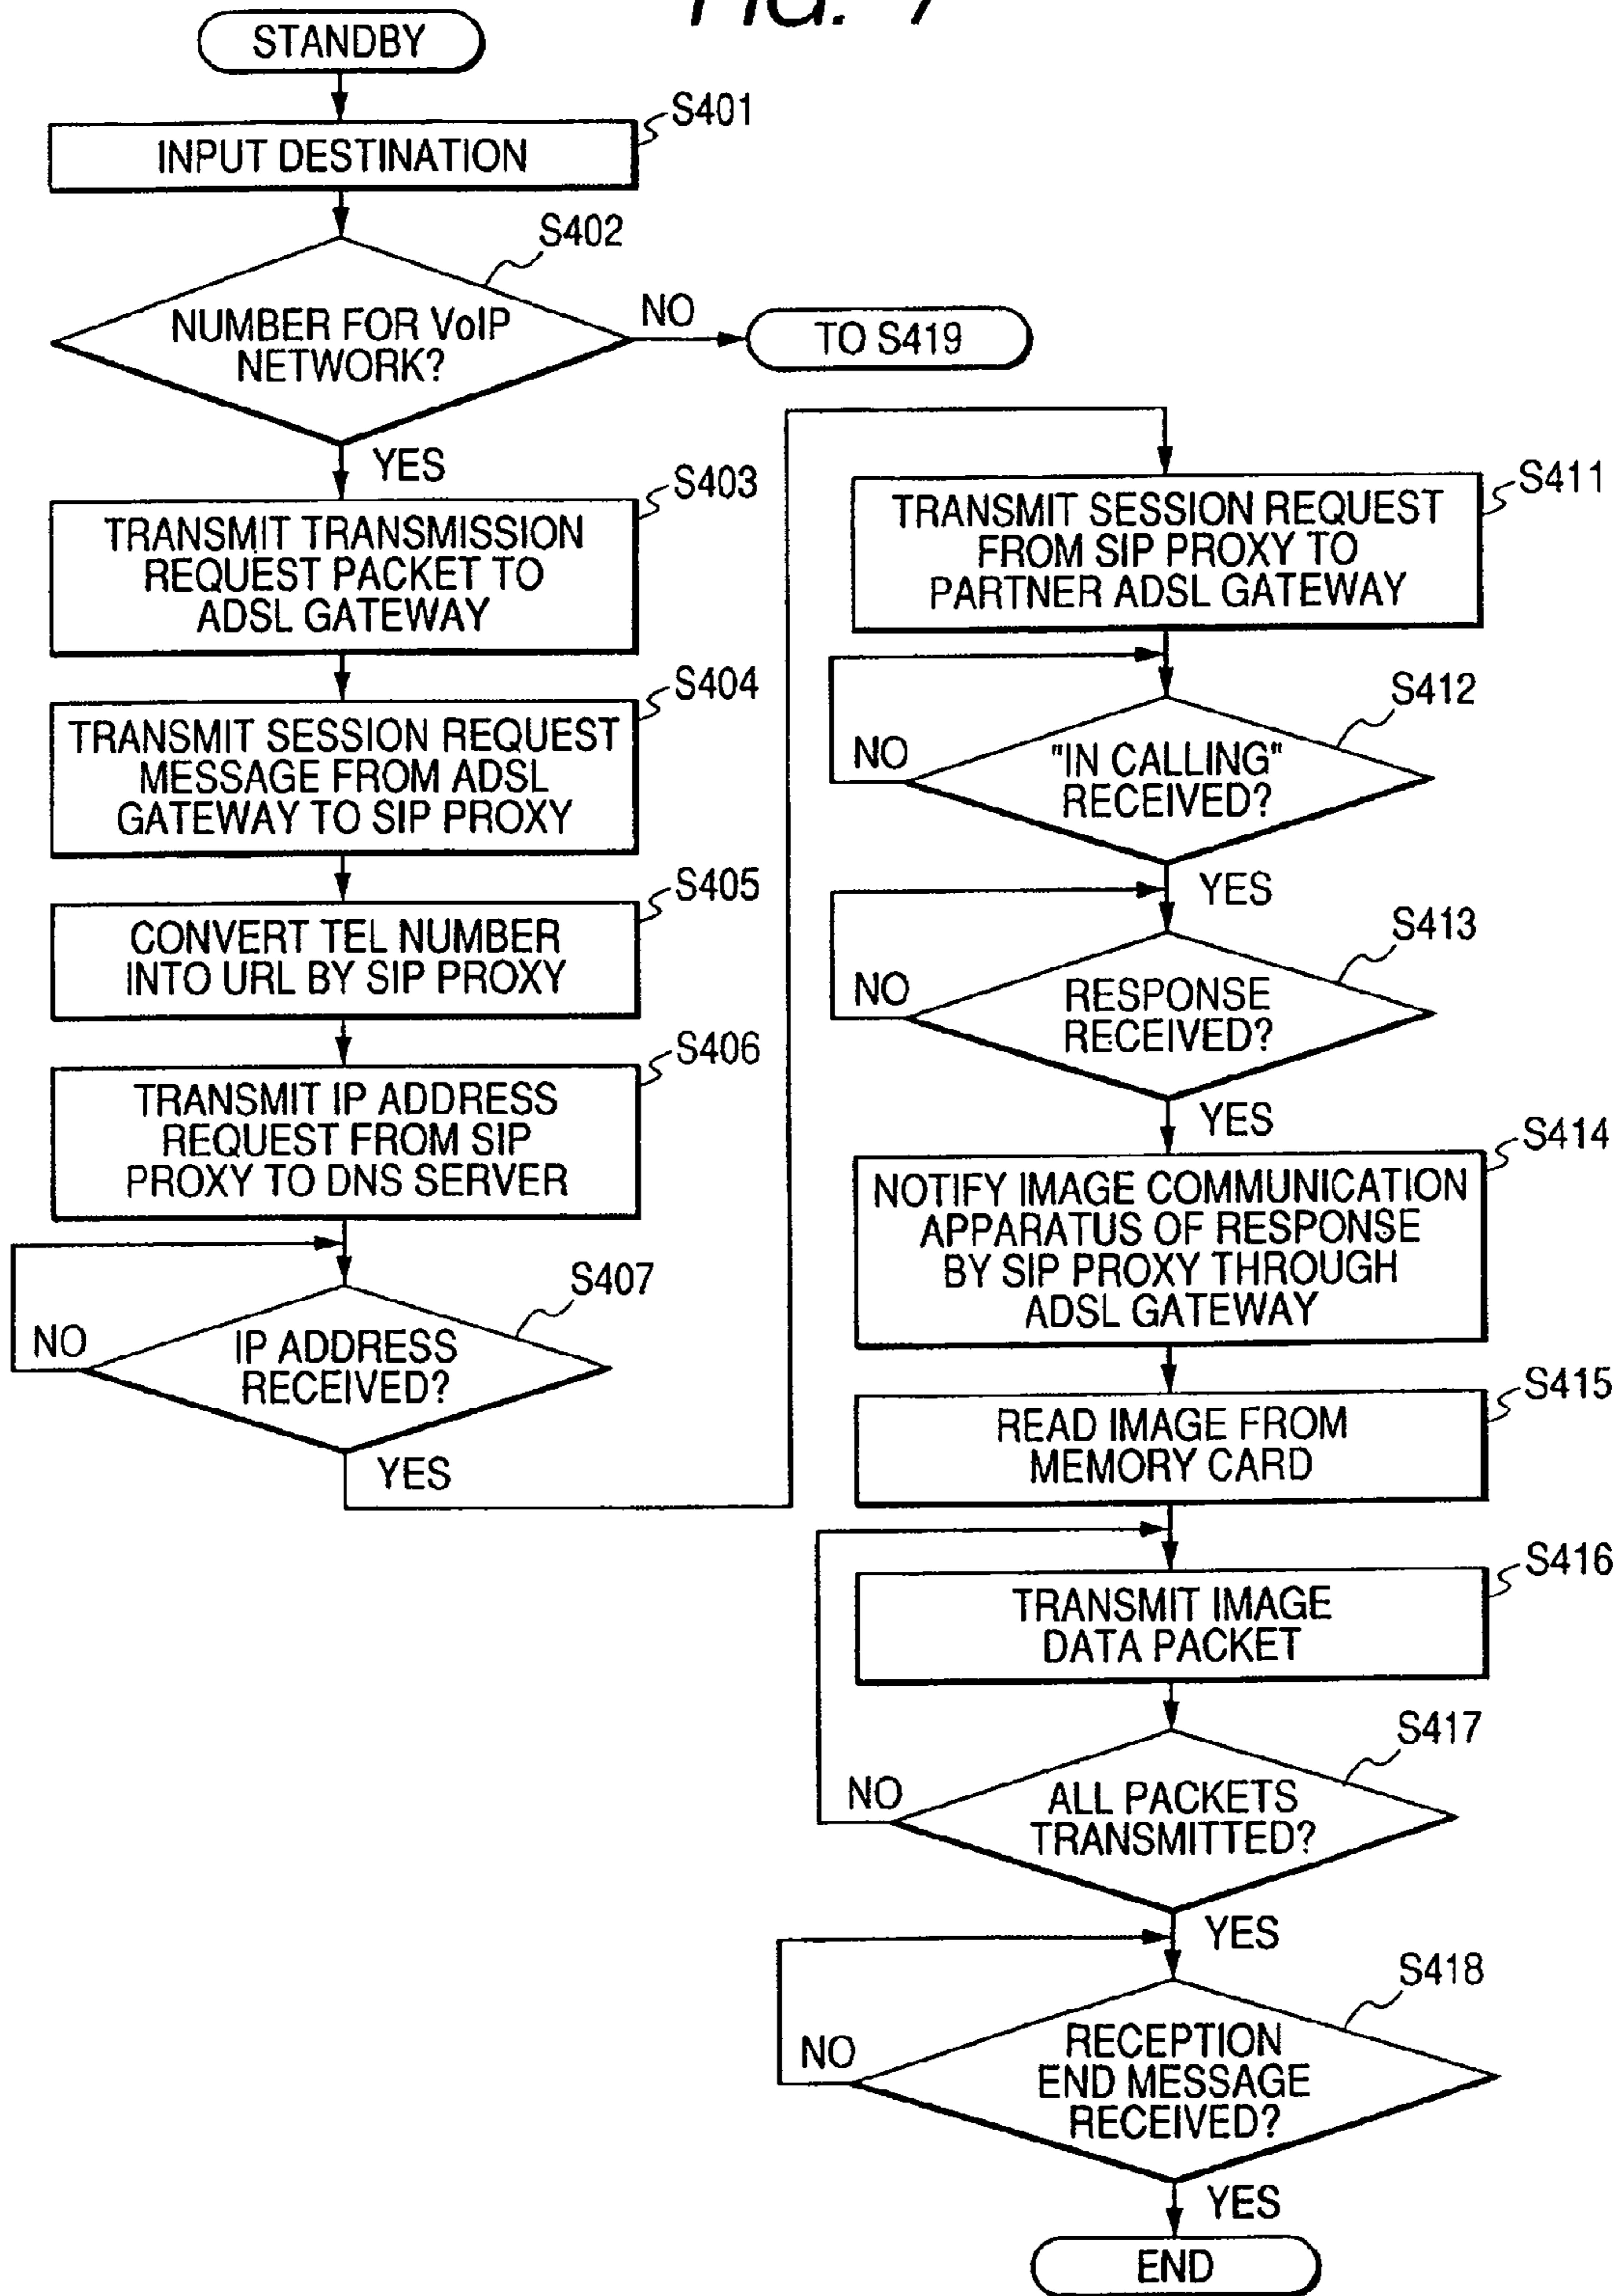 FIG. 7
STANDBY
S401
INPUT DESTINATION
S402
NUMBER FOR VoIP
NETWORK?
NO
TO S419
YES
S403
TRANSMIT TRANSMISSION
REQUEST PACKET TO
ADSL GATEWAY
S404
TRANSMIT SESSION REQUEST
MESSAGE FROM ADSL
GATEWAY TO SIP PROXY
S405
CONVERT TEL NUMBER
INTO URL BY SIP PROXY
S406
TRANSMIT IP ADDRESS
REQUEST FROM SIP
PROXY TO DNS SERVER
S407
NO
IP ADDRESS
RECEIVED?
YES
S411
TRANSMIT SESSION REQUEST
FROM SIP PROXY TO
PARTNER ADSL GATEWAY
S412
NO
"IN CALLING"
RECEIVED?
YES
S413
NO
RESPONSE
RECEIVED?
YES
S414
NOTIFY IMAGE COMMUNICATION
APPARATUS OF RESPONSE
BY SIP PROXY THROUGH
ADSL GATEWAY
S415
READ IMAGE FROM
MEMORY CARD
S416
TRANSMIT IMAGE
DATA PACKET
S417
NO
ALL PACKETS
TRANSMITTED?
YES
S418
NO
RECEPTION
END MESSAGE
RECEIVED?
YES
END